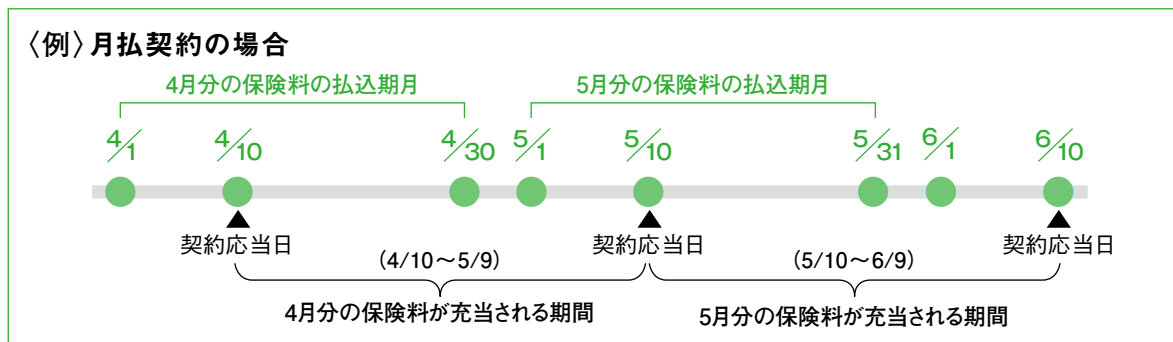 〈例〉月払契約の場合
4月分の保険料の払込期月 5月分の保険料の払込期月
4/1 4/10 4/30 5/1 5/10 5/31 6/1 6/10
契約応当日 契約応当日 契約応当日
(4/10〜5/9) (5/10〜6/9)
4月分の保険料が充当される期間 5月分の保険料が充当される期間